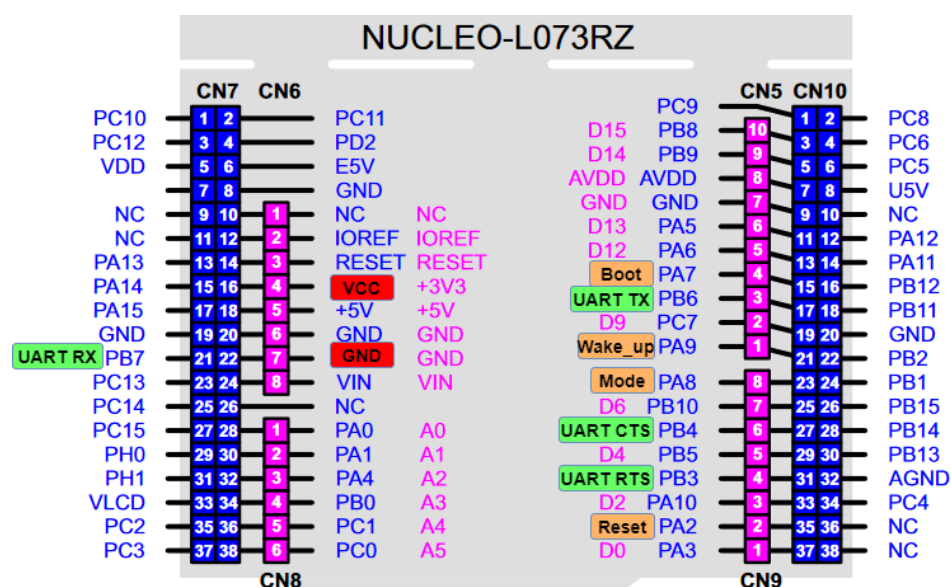 NUCLEO-L073RZ
CN7 CN6 CN5 CN10
PC9
PC10 1 2 PC11 1 2 PC8
PC12 3 4 PD2 D15 PB8 10 3 4 PC6
VDD 5 6 E5V D14 PB9 9 5 6 PC5
7 8 GND AVDD AVDD 8 7 8 U5V
NC 9 10 1 NC NC GND GND 7 9 10 NC
NC 11 12 2 IOREF IOREF D13 PA5 6 11 12 PA12
PA13 13 14 3 RESET RESET D12 PA6 5 13 14 PA11
PA14 15 16 4 VCC +3V3 Boot PA7 4 15 16 PB12
PA15 17 18 5 +5V +5V UART TX PB6 3 17 18 PB11
GND 19 20 6 GND GND D9 PC7 2 19 20 GND
UART RX PB7 21 22 7 GND GND Wake_up PA9 1 21 22 PB2
PC13 23 24 8 VIN VIN Mode PA8 8 23 24 PB1
PC14 25 26 NC D6 PB10 7 25 26 PB15
PC15 27 28 1 PA0 A0 UART CTS PB4 6 27 28 PB14
PH0 29 30 2 PA1 A1 D4 PB5 5 29 30 PB13
PH1 31 32 3 PA4 A2 UART RTS PB3 4 31 32 AGND
VLCD 33 34 4 PB0 A3 D2 PA10 3 33 34 PC4
PC2 35 36 5 PC1 A4 Reset PA2 2 35 36 NC
PC3 37 38 6 PC0 A5 D0 PA3 1 37 38 NC
CN8 CN9